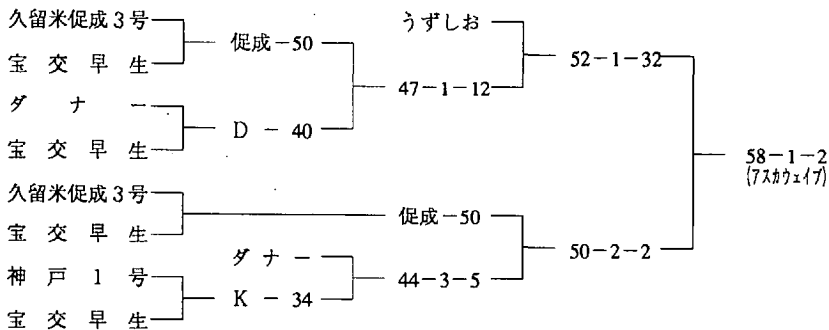 久留米促成3号
宝交早生
促成－50
ダナー
宝交早生
D－40
47－1－12
うずしお
52－1－32
久留米促成3号
宝交早生
促成－50
神戸1号
宝交早生
K－34
ダナー
44－3－5
50－2－2
58－1－2
(アスカウェイブ)